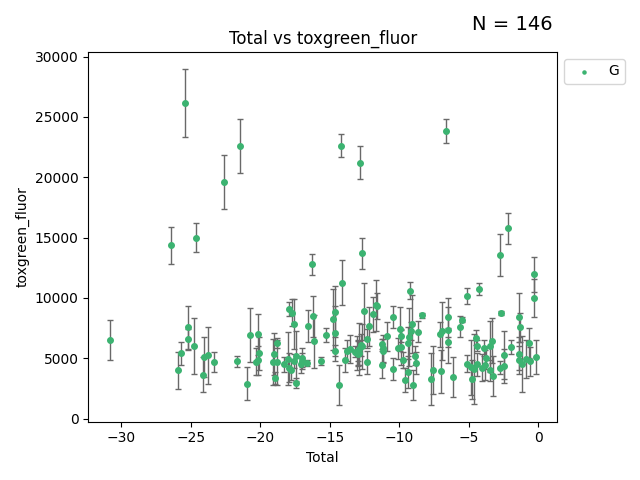 N = 146
Total vs toxgreen_fluor
G
30000
25000
20000
15000
10000
5000
0
toxgreen_fluor
−30 −25 −20 −15 −10 −5 0
Total